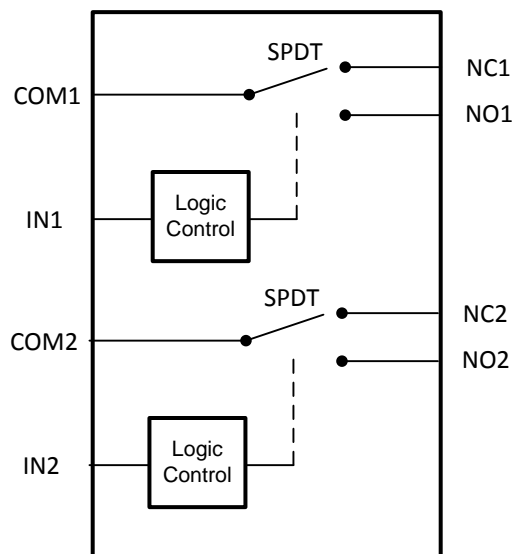 SPDT
NC1
COM1
NO1
Logic
Control
IN1
SPDT
NC2
COM2
NO2
Logic
Control
IN2